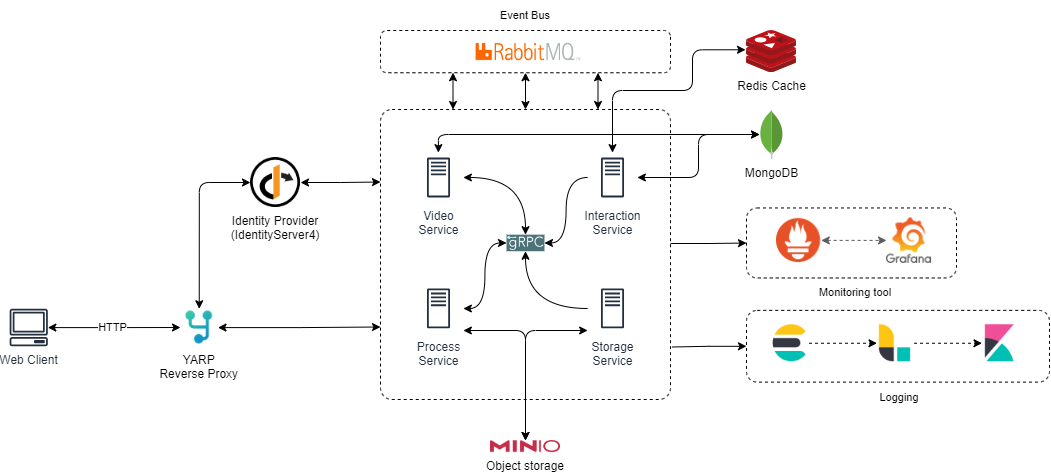 Event Bus
RabbitMQ
Redis Cache
MongoDB
Identity Provider
(IdentityServer4)
Video
Service
Interaction
Service
gRPC
Grafana
Monitoring tool
HTTP
Web Client
YARP
Reverse Proxy
Process
Service
Storage
Service
Logging
MINIO
Object storage